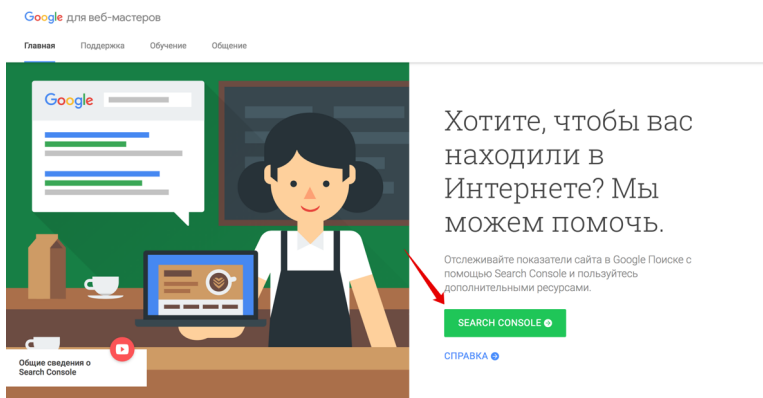 Google для веб-мастеров
Главная Поддержка Обучение Общение
Google
Хотите, чтобы вас
находили в
Интернете? Мы
можем помочь.
Отслеживайте показатели сайта в Google Поиске с
помощью Search Console и пользуйтесь
дополнительными ресурсами.
SEARCH CONSOLE
СПРАВКА
Общие сведения о
Search Console